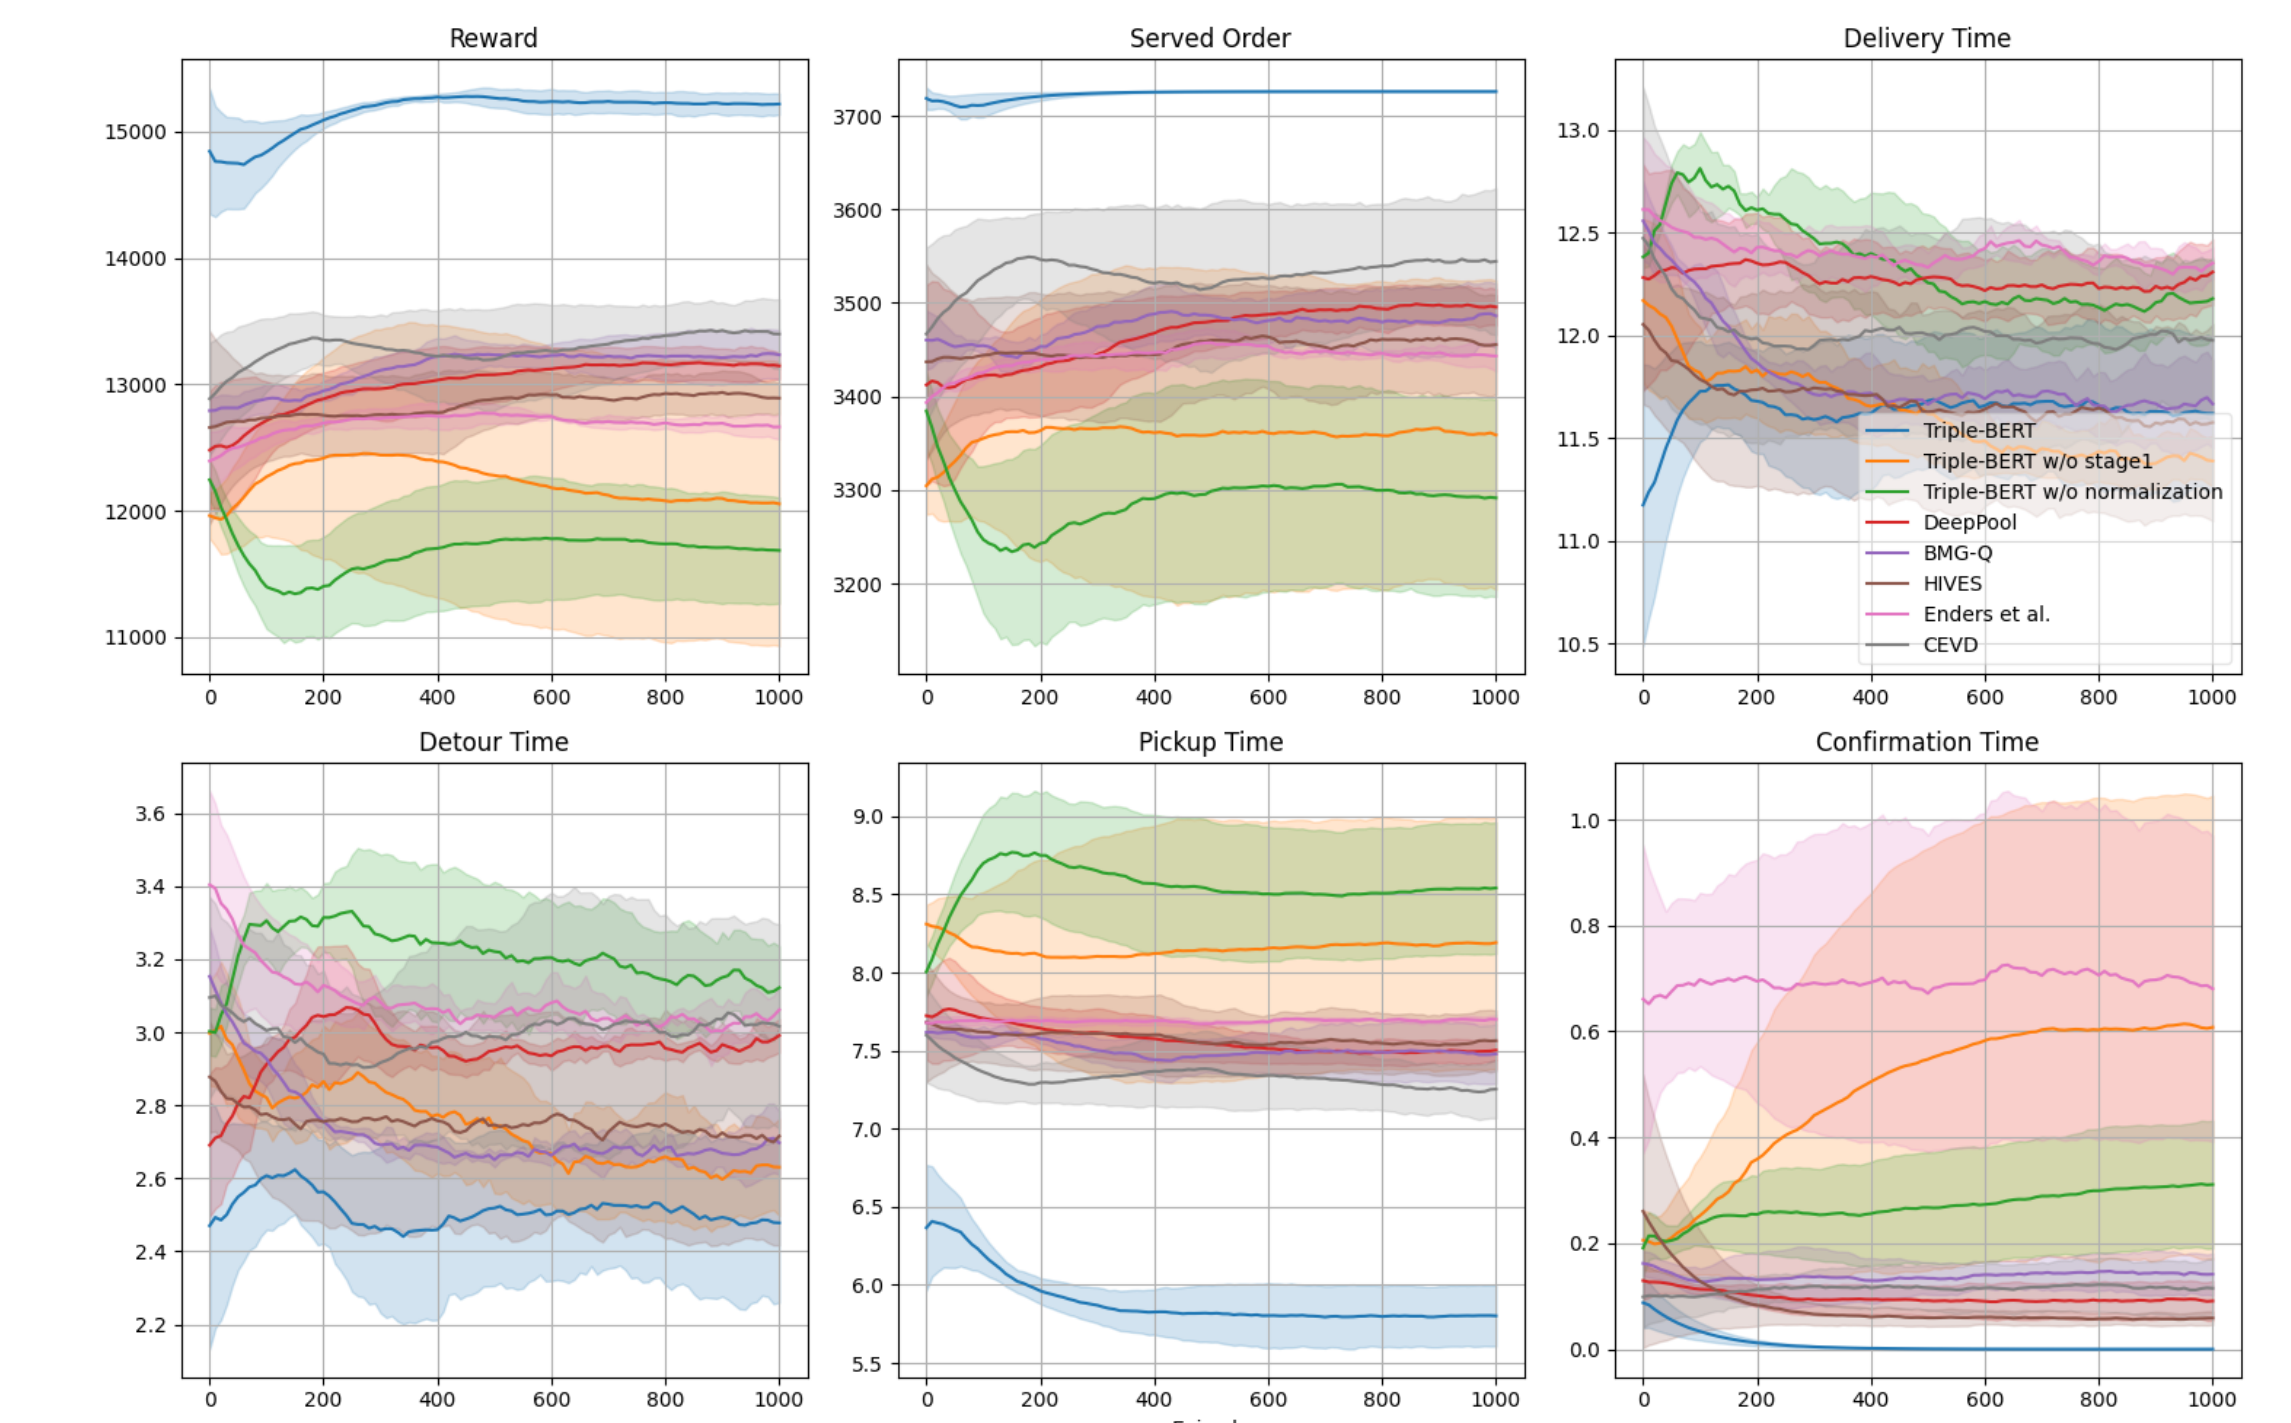 Reward
15000
14000
13000
12000
11000
0 200 400 600 800 1000
Served Order
3700
3600
3500
3400
3300
3200
0 200 400 600 800 1000
Delivery Time
13.0
12.5
12.0
11.5
11.0
10.5
0 200 400 600 800 1000
Triple-BERT
Triple-BERT w/o stage1
Triple-BERT w/o normalization
DeepPool
BMG-Q
HIVES
Enders et al.
CEVD
Detour Time
3.6
3.4
3.2
3.0
2.8
2.6
2.4
2.2
0 200 400 600 800 1000
Pickup Time
9.0
8.5
8.0
7.5
7.0
6.5
6.0
5.5
0 200 400 600 800 1000
Confirmation Time
1.0
0.8
0.6
0.4
0.2
0.0
0 200 400 600 800 1000